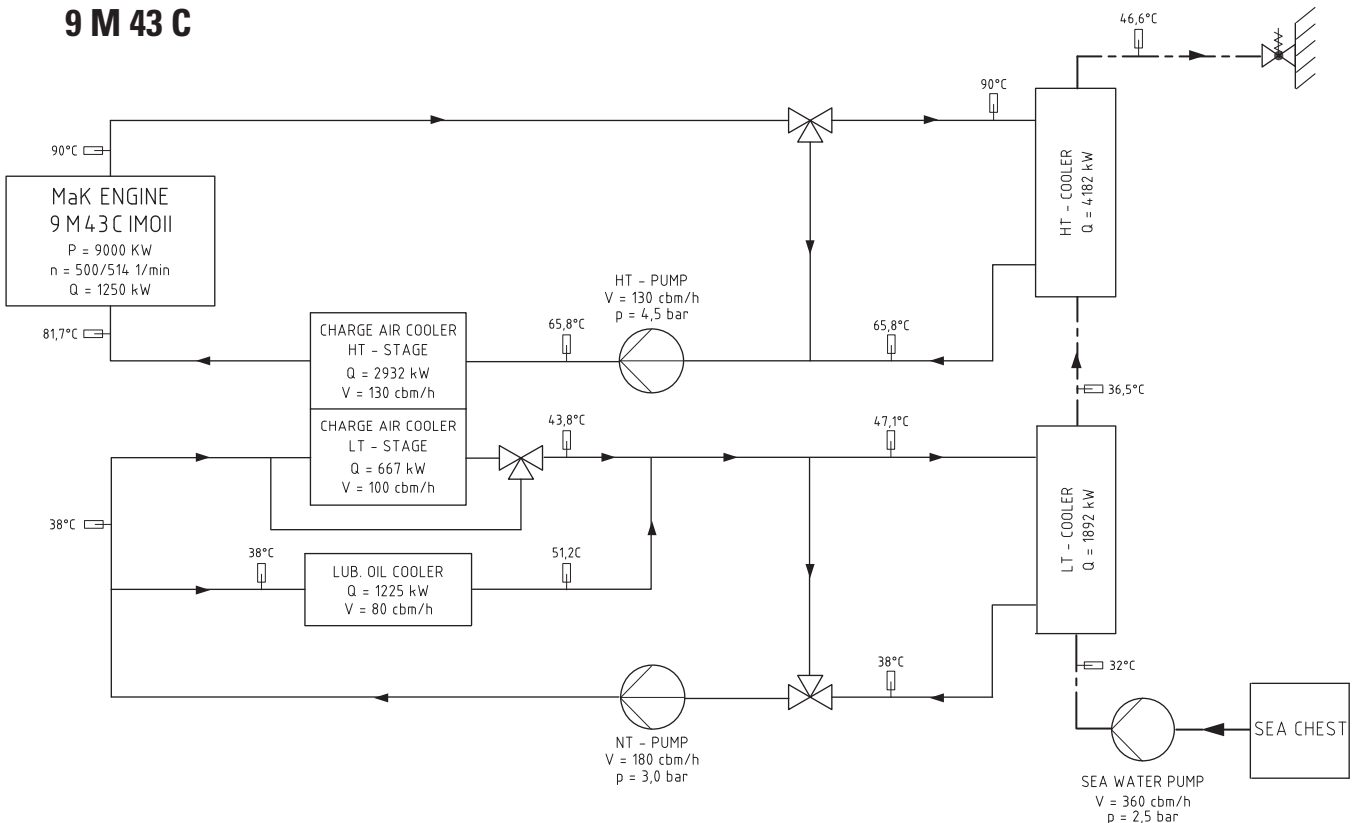 9 M 43 C
46,6°C
90°C
90°C
MaK ENGINE
9 M 43 C IMOII
P = 9000 KW
n = 500/514 1/min
Q = 1250 kW
HT - COOLER
Q = 4182 kW
HT - PUMP
V = 130 cbm/h
p = 4,5 bar
81,7°C
CHARGE AIR COOLER
HT - STAGE
Q = 2932 kW
V = 130 cbm/h
65,8°C
65,8°C
36,5°C
CHARGE AIR COOLER
LT - STAGE
Q = 667 kW
V = 100 cbm/h
43,8°C
47,1°C
LT - COOLER
Q = 1892 kW
38°C
38°C
LUB. OIL COOLER
Q = 1225 kW
V = 80 cbm/h
51,2C
38°C
32°C
NT - PUMP
V = 180 cbm/h
p = 3,0 bar
SEA CHEST
SEA WATER PUMP
V = 360 cbm/h
p = 2,5 bar